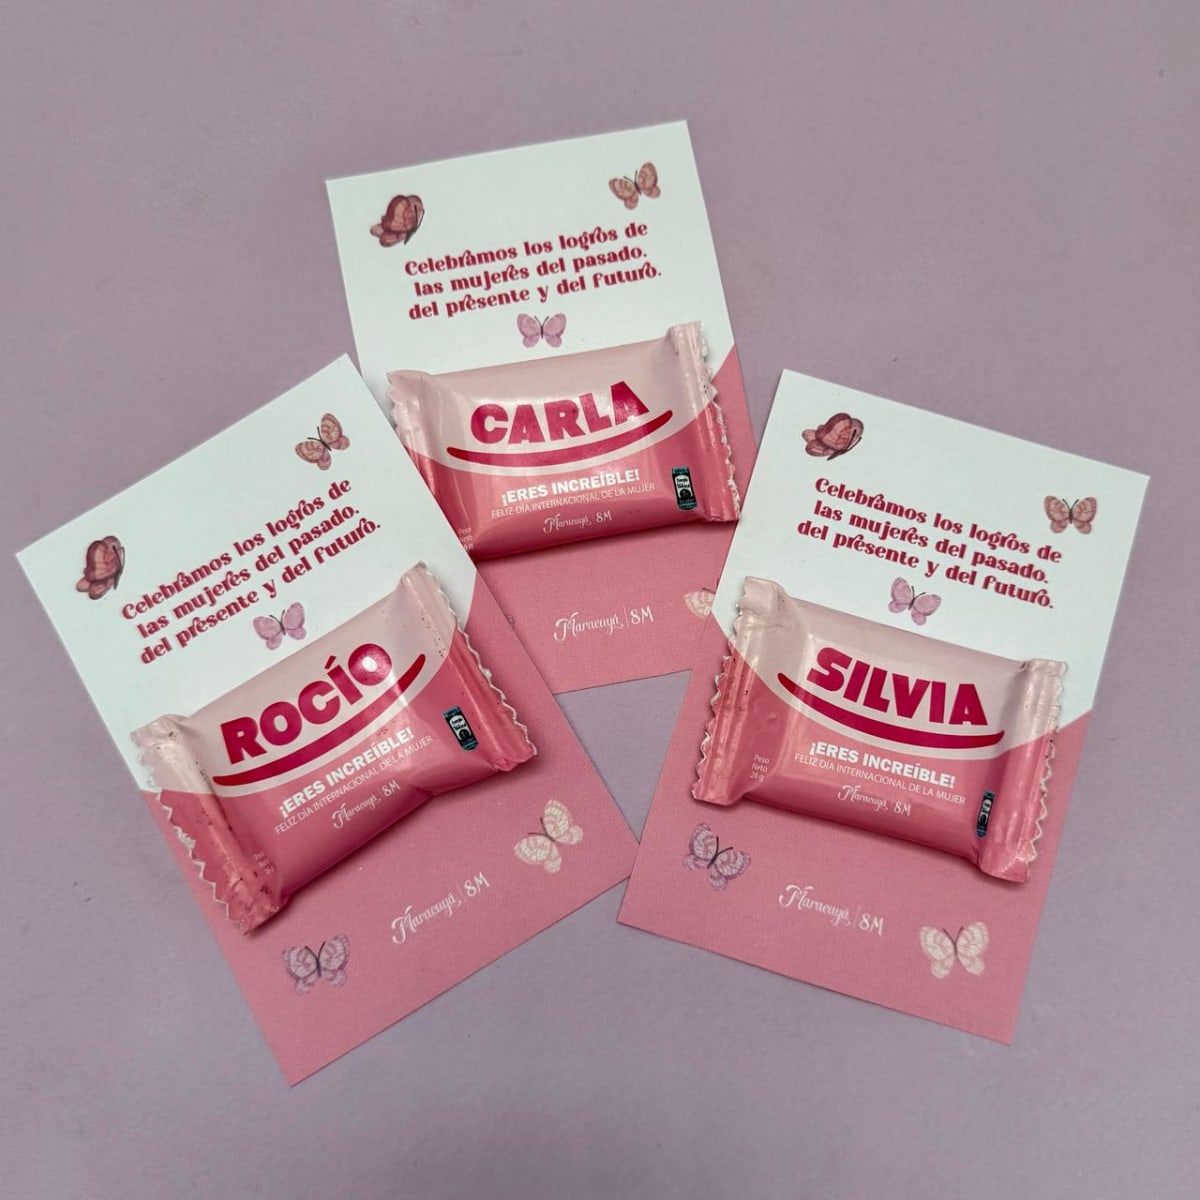 Celebramos los logros de
las mujeres del pasado.
del presente y del futuro.
CARLA
¡ERES INCREÍBLE!
FELIZ DÍA INTERNACIONAL DE LA MUJER
Maracuyá 8M
Peso
Neto
Maracuyá | 8M
Celebramos los logros de
las mujeres del pasado.
del presente y del futuro.
ROCÍO
¡ERES INCREÍBLE!
FELIZ DÍA INTERNACIONAL DE LA MUJER
Maracuyá 8M
Maracuyá | 8M
Celebramos los logros de
las mujeres del pasado.
del presente y del futuro.
SILVIA
¡ERES INCREÍBLE!
FELIZ DÍA INTERNACIONAL DE LA MUJER
Maracuyá 8M
Peso
Neto
26 g
Maracuyá | 8M